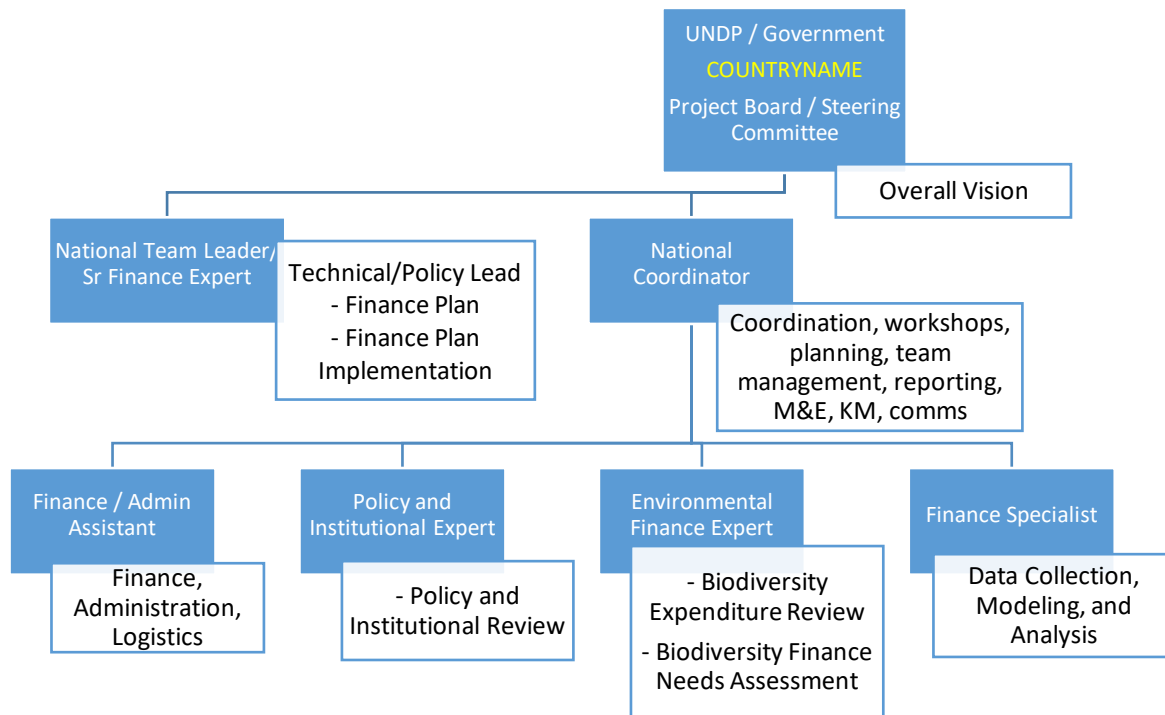 UNDP / Government
COUNTRYNAME
Project Board / Steering
Committee
Overall Vision
National Team Leader/
Sr Finance Expert
Technical/Policy Lead
- Finance Plan
- Finance Plan
Implementation
National
Coordinator
Coordination, workshops,
planning, team
management, reporting,
M&E, KM, comms
Finance / Admin
Assistant
Finance,
Administration,
Logistics
Policy and
Institutional Expert
- Policy and
Institutional Review
Environmental
Finance Expert
- Biodiversity
Expenditure Review
- Biodiversity Finance
Needs Assessment
Finance Specialist
Data Collection,
Modeling, and
Analysis